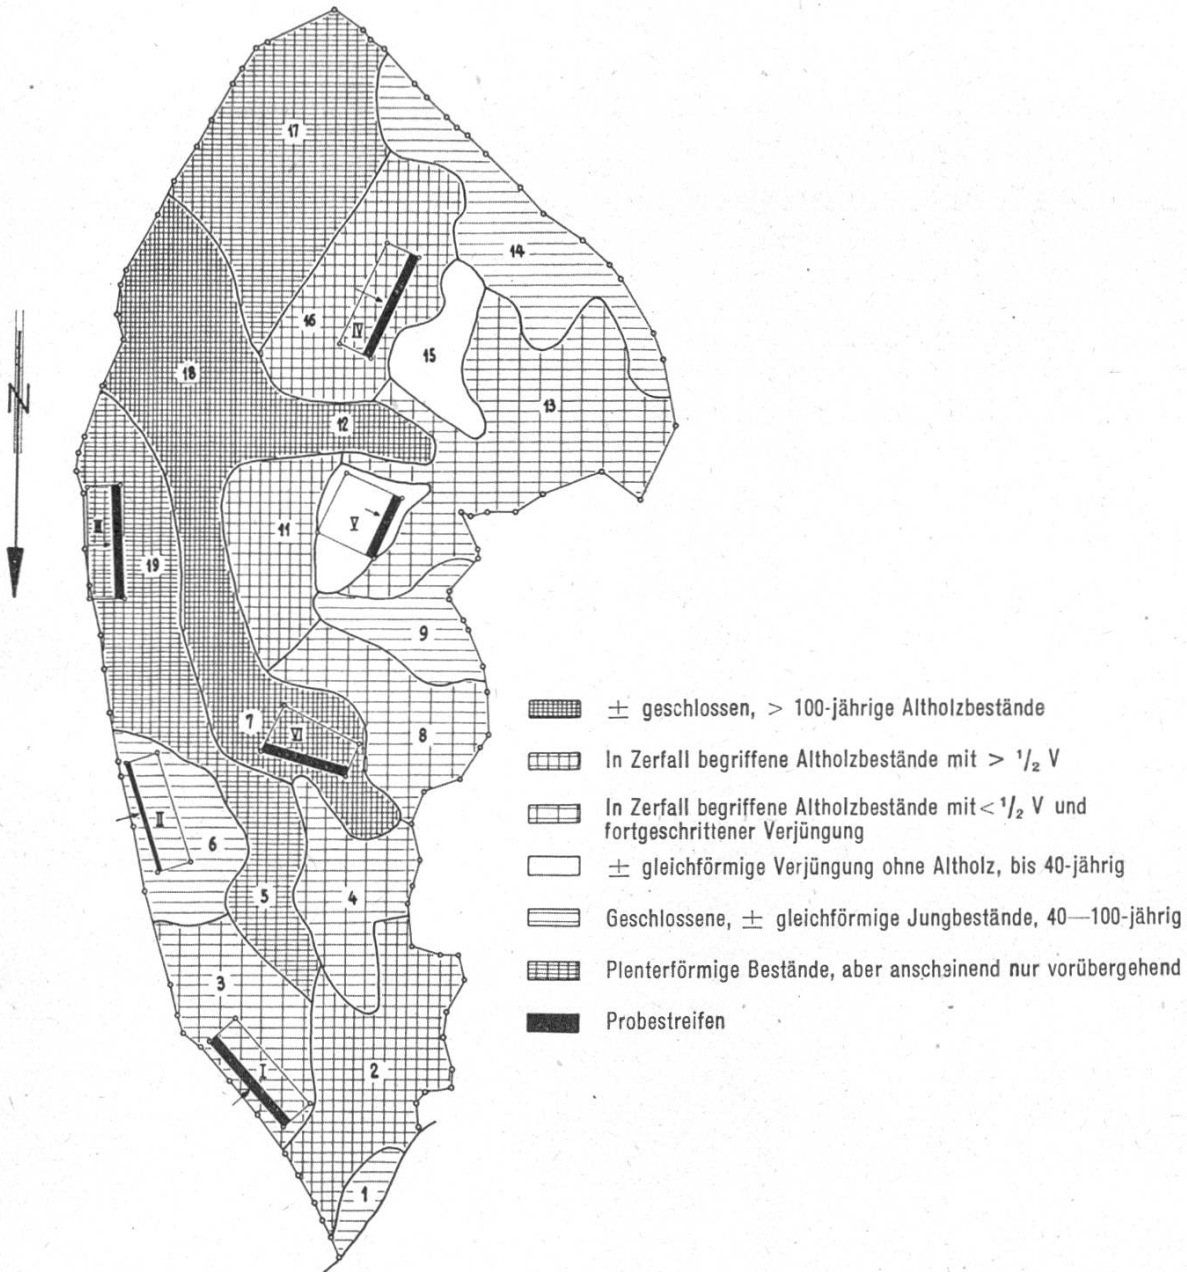 17
14
16
IV
15
18
13
12
N
11
V
III
19
9
7
VI
8
II
6
5
4
3
I
2
1
± geschlossen, > 100-jährige Altholzbestände
In Zerfall begriffene Altholzbestände mit > 1/2 V
In Zerfall begriffene Altholzbestände mit < 1/2 V und
fortgeschrittener Verjüngung
± gleichförmige Verjüngung ohne Altholz, bis 40-jährig
Geschlossene, ± gleichförmige Jungbestände, 40—100-jährig
Plenterförmige Bestände, aber anscheinend nur vorübergehend
Probestreifen